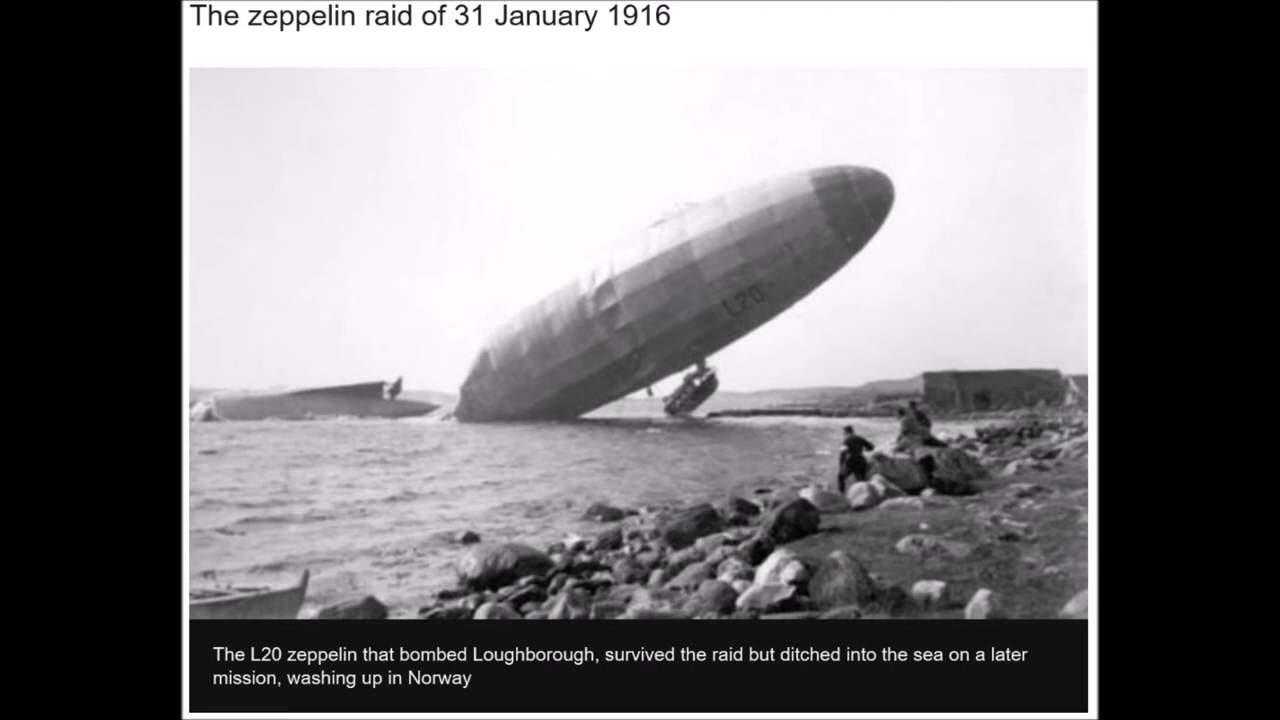 The zeppelin raid of 31 January 1916
L20
The L20 zeppelin that bombed Loughborough, survived the raid but ditched into the sea on a later
mission, washing up in Norway